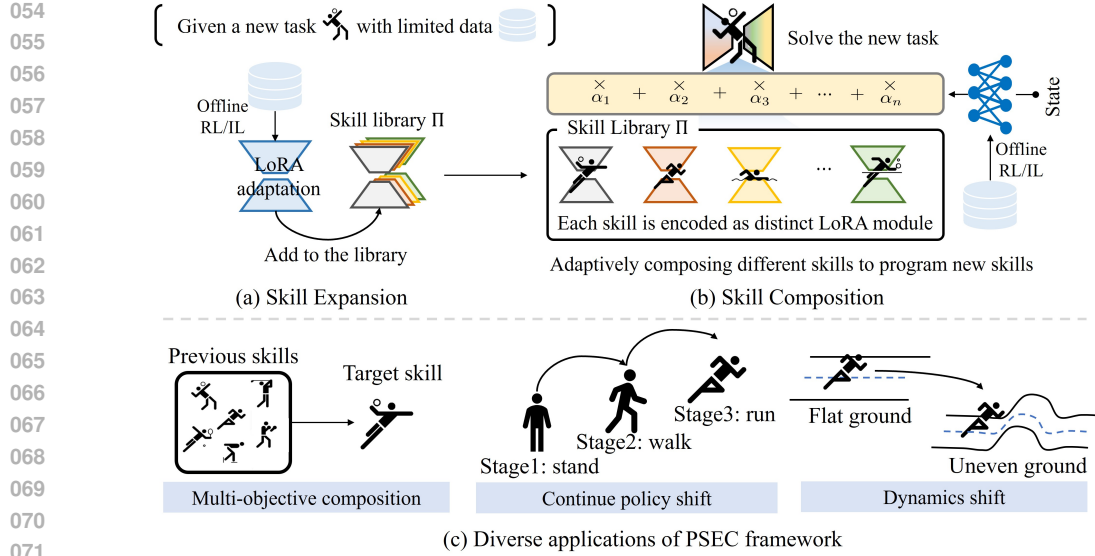 054
055
056
057
058
059
060
061
062
063
064
065
066
067
068
069
070
071
Given a new task with limited data
Offline
RL/IL
Skill library Π
LoRA
adaptation
Add to the library
(a) Skill Expansion
Solve the new task
× × × ×
α1 + α2 + α3 + ... + αn
State
Skill Library Π
...
Offline
RL/IL
Each skill is encoded as distinct LoRA module
Adaptively composing different skills to program new skills
(b) Skill Composition
Previous skills
Target skill
Multi-objective composition
Stage1: stand
Stage2: walk
Stage3: run
Continue policy shift
Flat ground
Uneven ground
Dynamics shift
(c) Diverse applications of PSEC framework